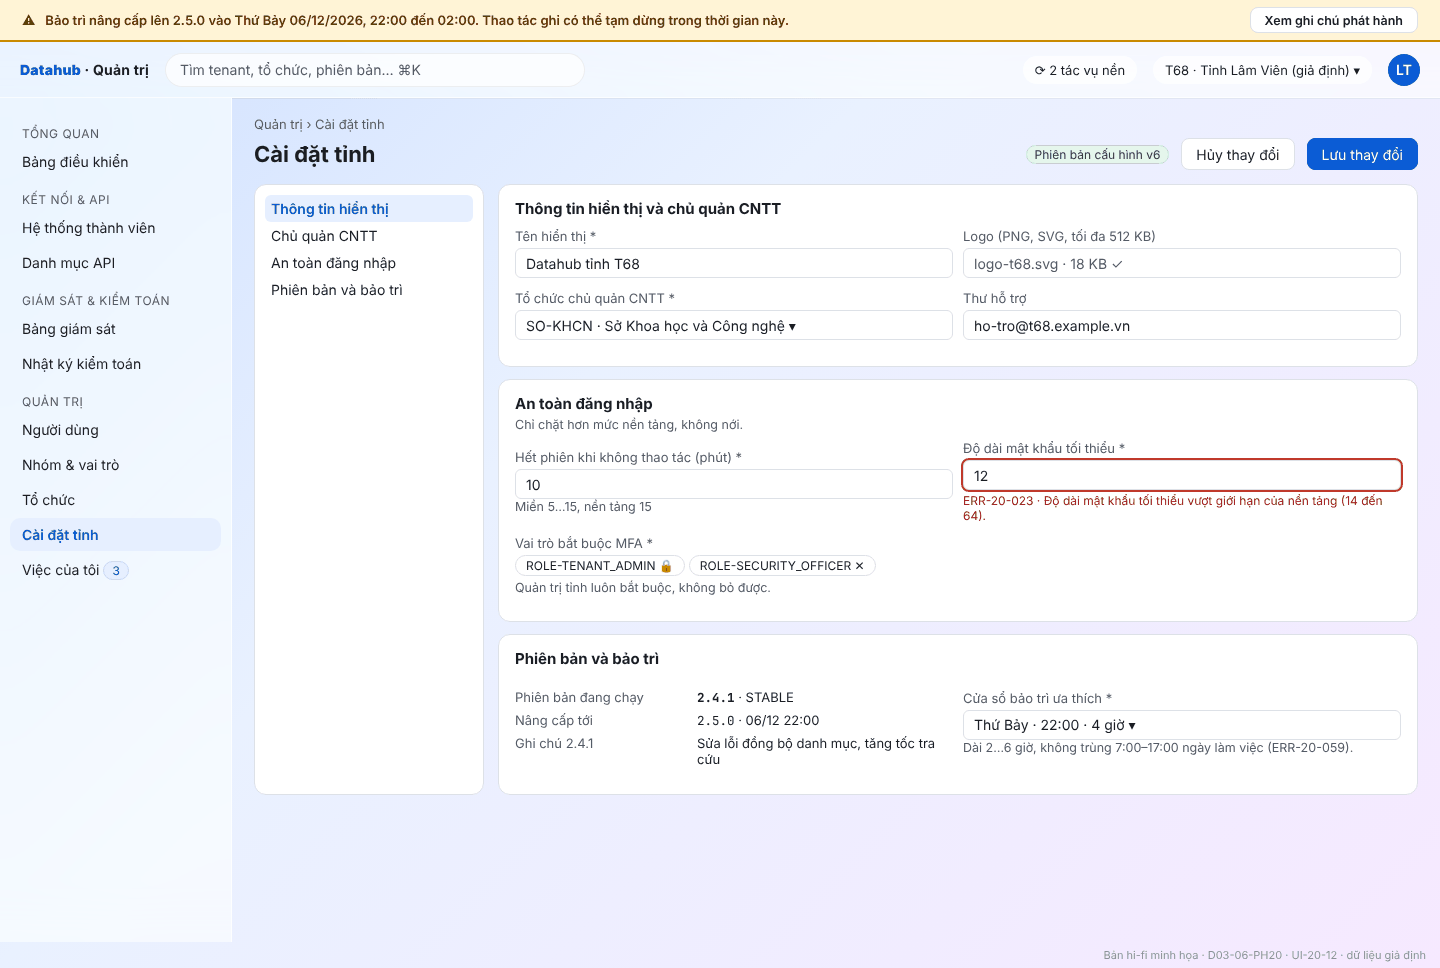 ⚠ Bảo trì nâng cấp lên 2.5.0 vào Thứ Bảy 06/12/2026, 22:00 đến 02:00. Thao tác ghi có thể tạm dừng trong thời gian này.
Xem ghi chú phát hành
Datahub · Quản trị
Tìm tenant, tổ chức, phiên bản... ⌘K
⟳ 2 tác vụ nền
T68 · Tỉnh Lâm Viên (giả định) ▾
LT
TỔNG QUAN
Bảng điều khiển
KẾT NỐI & API
Hệ thống thành viên
Danh mục API
GIÁM SÁT & KIỂM TOÁN
Bảng giám sát
Nhật ký kiểm toán
QUẢN TRỊ
Người dùng
Nhóm & vai trò
Tổ chức
Cài đặt tỉnh
Việc của tôi 3
Quản trị › Cài đặt tỉnh
Cài đặt tỉnh
Phiên bản cấu hình v6
Hủy thay đổi
Lưu thay đổi
Thông tin hiển thị
Chủ quản CNTT
An toàn đăng nhập
Phiên bản và bảo trì
Thông tin hiển thị và chủ quản CNTT
Tên hiển thị *
Datahub tỉnh T68
Logo (PNG, SVG, tối đa 512 KB)
logo-t68.svg · 18 KB ✓
Tổ chức chủ quản CNTT *
SO-KHCN · Sở Khoa học và Công nghệ ▾
Thư hỗ trợ
ho-tro@t68.example.vn
An toàn đăng nhập
Chỉ chặt hơn mức nền tảng, không nới.
Hết phiên khi không thao tác (phút) *
10
Miền 5…15, nền tảng 15
Độ dài mật khẩu tối thiểu *
12
ERR-20-023 · Độ dài mật khẩu tối thiểu vượt giới hạn của nền tảng (14 đến
64).
Vai trò bắt buộc MFA *
ROLE-TENANT_ADMIN 🔒
ROLE-SECURITY_OFFICER ✕
Quản trị tỉnh luôn bắt buộc, không bỏ được.
Phiên bản và bảo trì
Phiên bản đang chạy
2.4.1 · STABLE
Nâng cấp tới
2.5.0 · 06/12 22:00
Ghi chú 2.4.1
Sửa lỗi đồng bộ danh mục, tăng tốc tra
cứu
Cửa sổ bảo trì ưa thích *
Thứ Bảy · 22:00 · 4 giờ ▾
Dài 2…6 giờ, không trùng 7:00–17:00 ngày làm việc (ERR-20-059).
Bản hi-fi minh họa · D03-06-PH20 · UI-20-12 · dữ liệu giả định